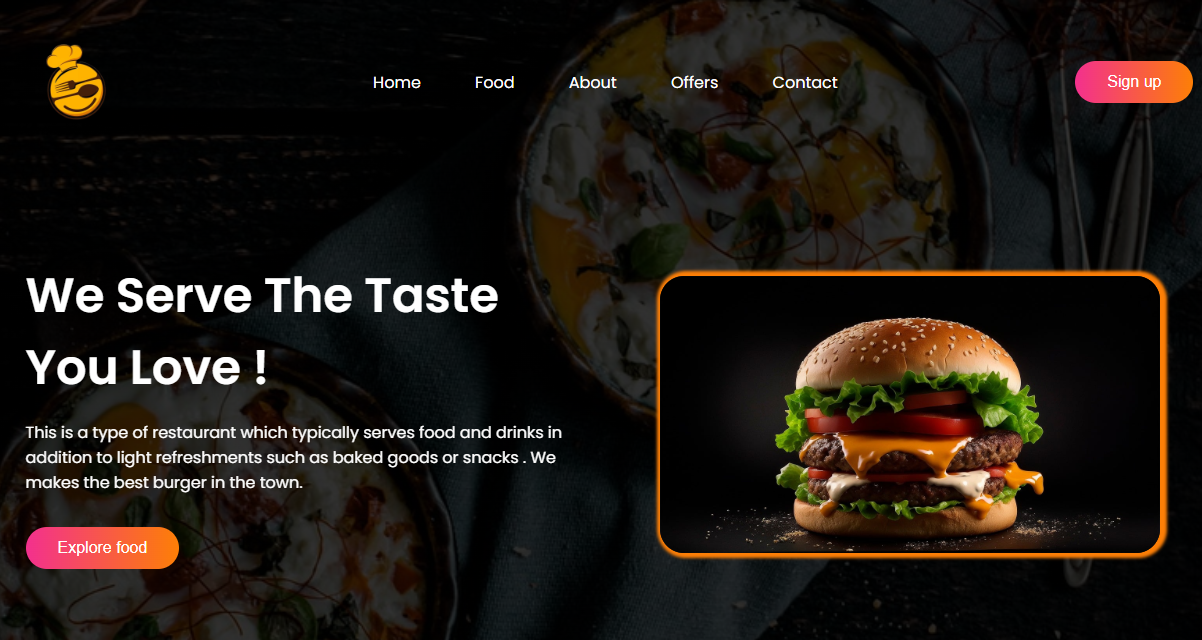 Home Food About Offers Contact Sign up
We Serve The Taste
You Love !
This is a type of restaurant which typically serves food and drinks in
addition to light refreshments such as baked goods or snacks . We
makes the best burger in the town.
Explore food